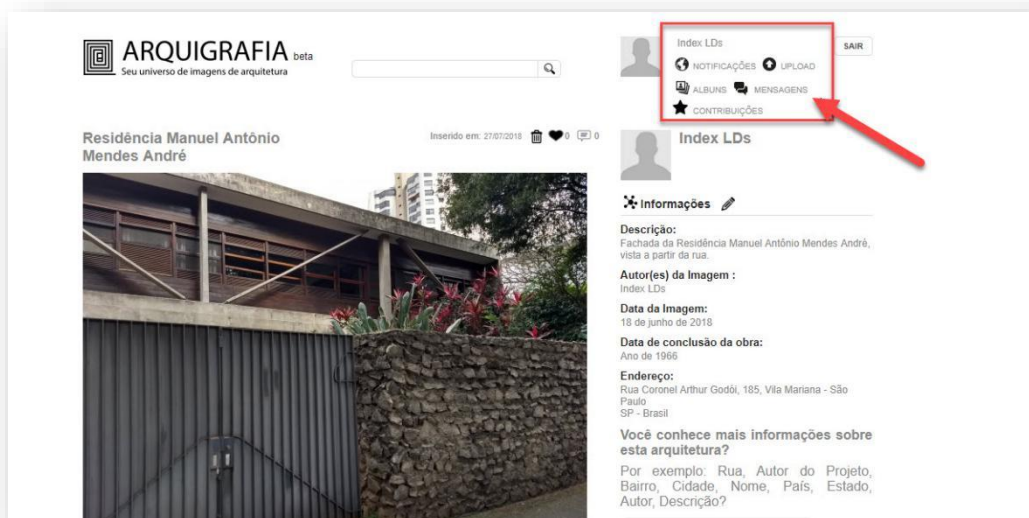 ARQUIGRAFIA beta
Seu universo de imagens de arquitetura
Index LDs
NOTIFICAÇÕES UPLOAD
ALBUNS MENSAGENS
CONTRIBUIÇÕES
SAIR
Residência Manuel Antônio
Mendes André
Inserido em: 27/07/2018 0 0
Index LDs
Informações
Descrição:
Fachada da Residência Manuel Antônio Mendes André,
vista a partir da rua.
Autor(es) da Imagem :
Index LDs
Data da Imagem:
18 de junho de 2018
Data de conclusão da obra:
Ano de 1966
Endereço:
Rua Coronel Arthur Godói, 185, Vila Mariana - São
Paulo
SP - Brasil
Você conhece mais informações sobre
esta arquitetura?
Por exemplo: Rua, Autor do Projeto,
Bairro, Cidade, Nome, País, Estado,
Autor, Descrição?